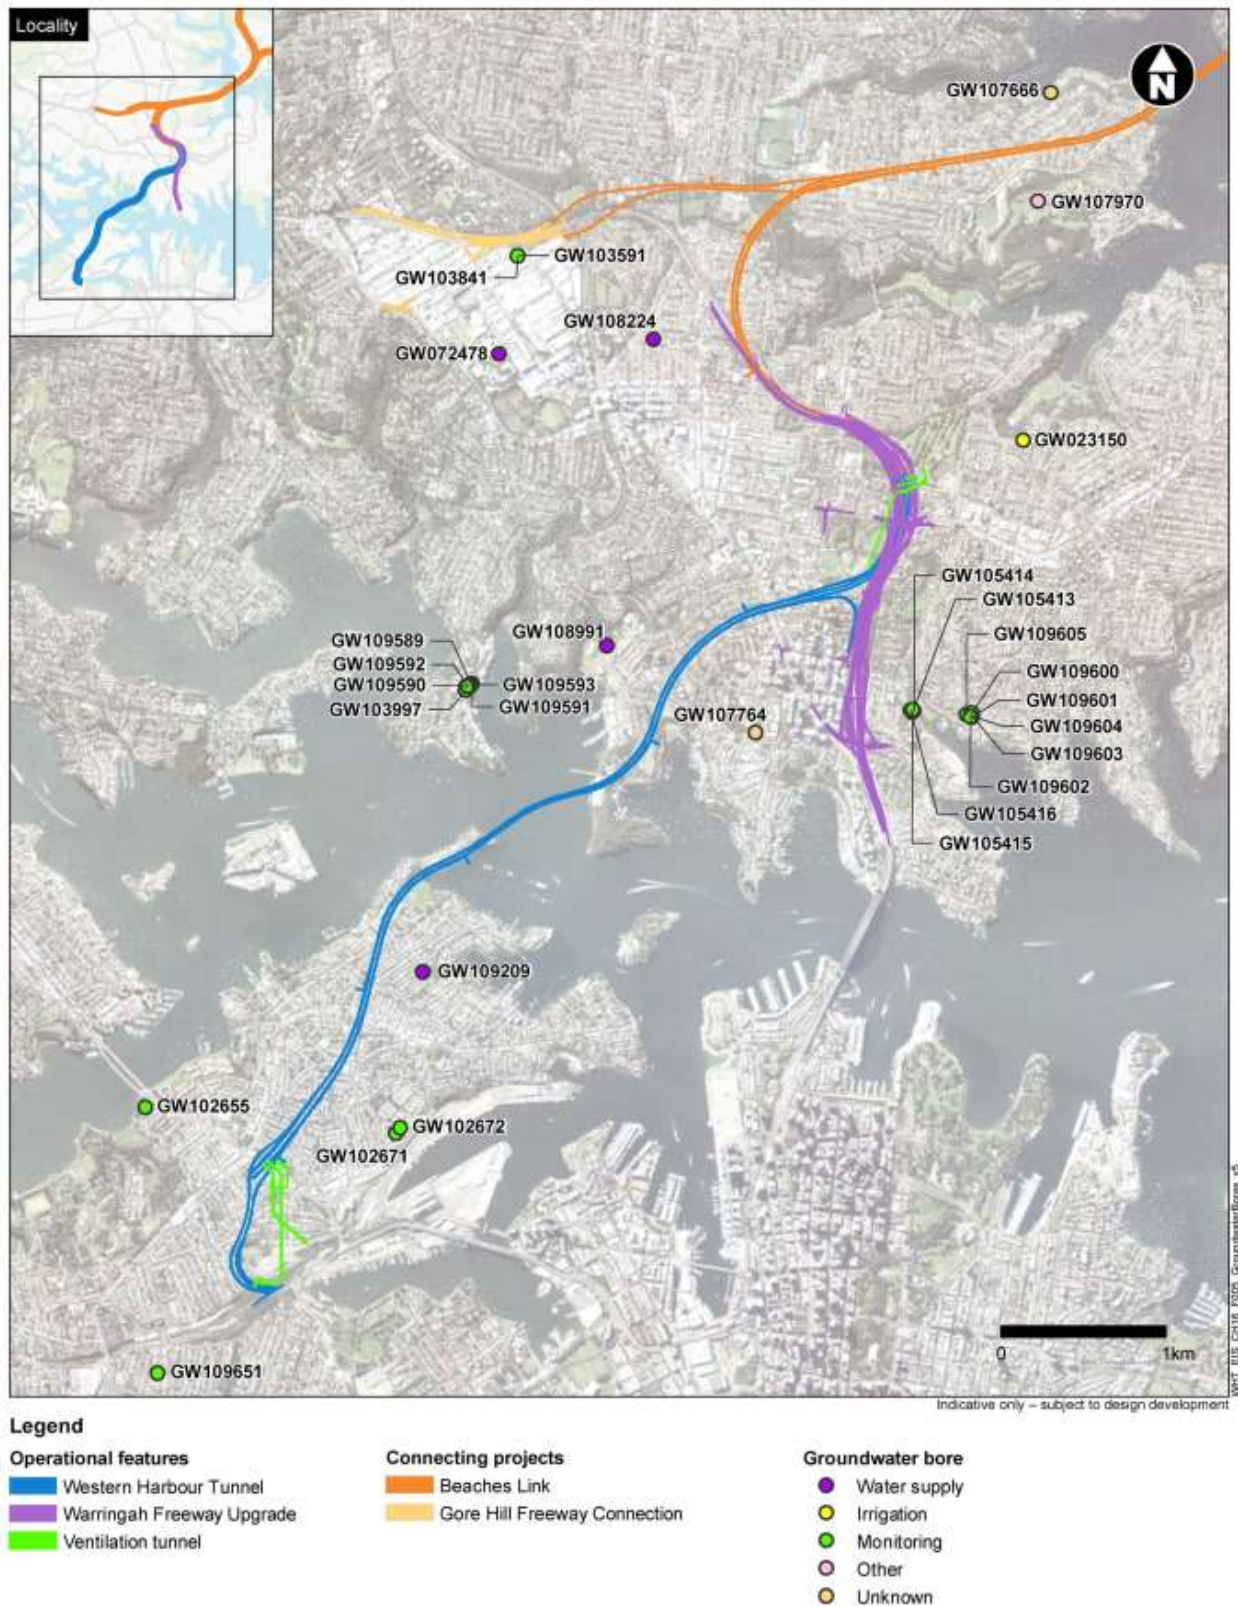 Locality
N
GW107666
GW107970
GW103591
GW103841
GW108224
GW072478
GW023150
GW105414
GW105413
GW109605
GW109600
GW109601
GW109604
GW109603
GW109602
GW105416
GW105415
GW108991
GW109589
GW109592
GW109590
GW109593
GW103997
GW109591
GW107764
GW109209
GW102655
GW102672
GW102671
GW109651
0 1km
WHT_EIS_CH16_F005_GroundwaterBores_v5
Indicative only – subject to design development
Legend
Operational features
Western Harbour Tunnel
Warringah Freeway Upgrade
Ventilation tunnel
Connecting projects
Beaches Link
Gore Hill Freeway Connection
Groundwater bore
Water supply
Irrigation
Monitoring
Other
Unknown